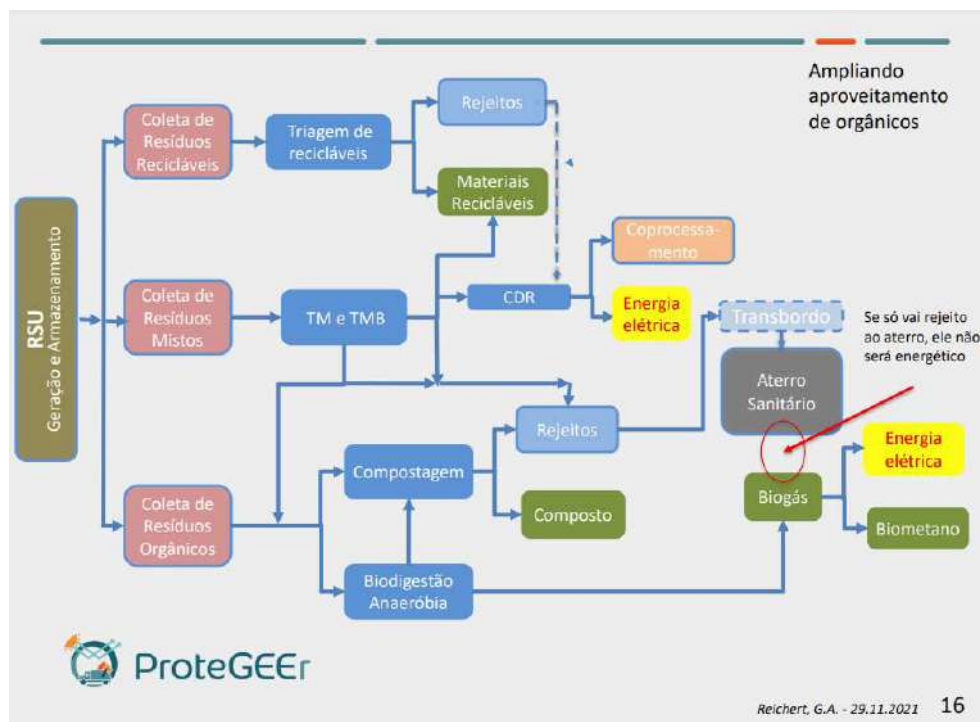 Ampliando
aproveitamento
de orgânicos
Rejeitos
Coleta de
Resíduos
Recicláveis
Triagem de
recicláveis
Materiais
Recicláveis
Coprocessa-
mento
RSU
Geração e Armazenamento
Coleta de
Resíduos
Mistos
TM e TMB
CDR
Energia
elétrica
Transbordo
Se só vai rejeito
ao aterro, ele não
será energético
Aterro
Sanitário
Rejeitos
Energia
elétrica
Compostagem
Biogás
Composto
Biometano
Coleta de
Resíduos
Orgânicos
Biodigestão
Anaeróbia
ProteGEEr
Reichert, G.A. - 29.11.2021 16